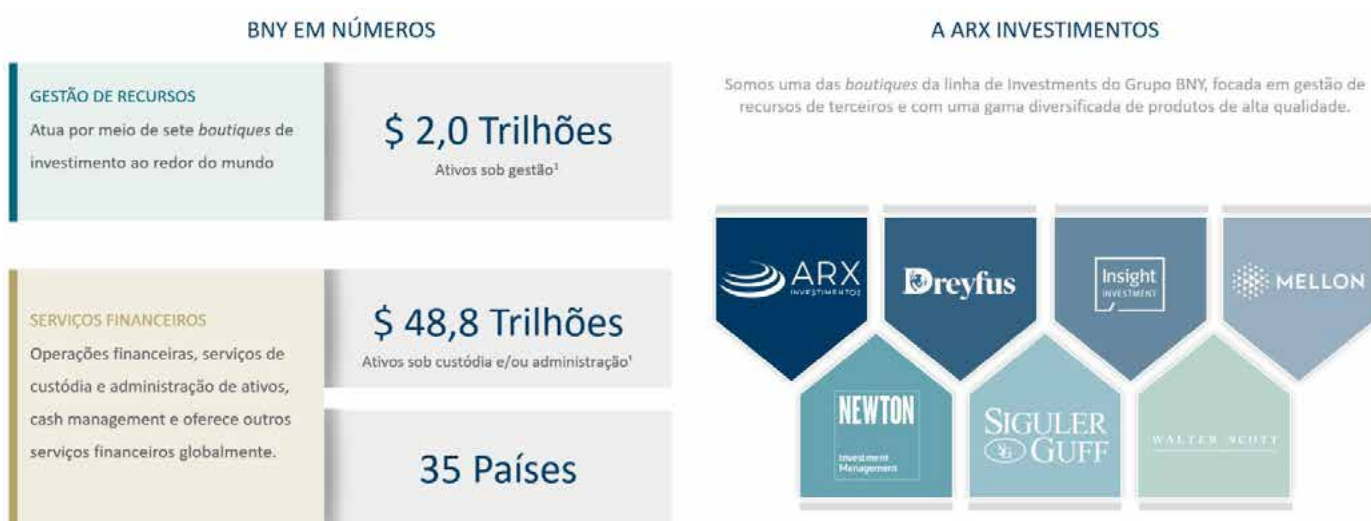 BNY EM NÚMEROS
GESTÃO DE RECURSOS
Atua por meio de sete boutiques de
investimento ao redor do mundo
$ 2,0 Trilhões
Ativos sob gestão¹
SERVIÇOS FINANCEIROS
Operações financeiras, serviços de
custódia e administração de ativos,
cash management e oferece outros
serviços financeiros globalmente.
$ 48,8 Trilhões
Ativos sob custódia e/ou administração¹
35 Países
A ARX INVESTIMENTOS
Somos uma das boutiques da linha de Investments do Grupo BNY, focada em gestão de
recursos de terceiros e com uma gama diversificada de produtos de alta qualidade.
ARX
INVESTIMENTOS
Dreyfus
Insight
INVESTMENT
MELLON
NEWTON
Investment
Management
SIGULER
SG GUFF
WALTER SCOTT